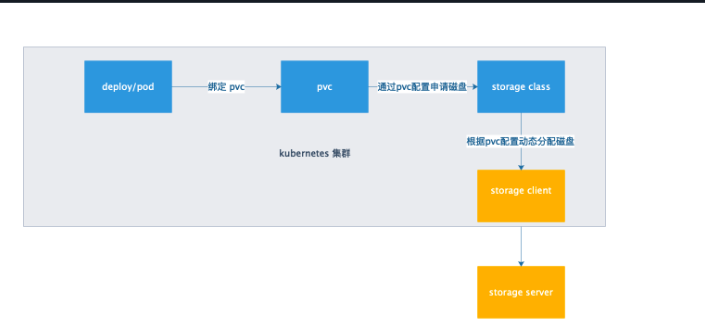 deploy/pod
绑定 pvc
pvc
通过pvc配置申请磁盘
storage class
根据pvc配置动态分配磁盘
kubernetes 集群
storage client
storage server